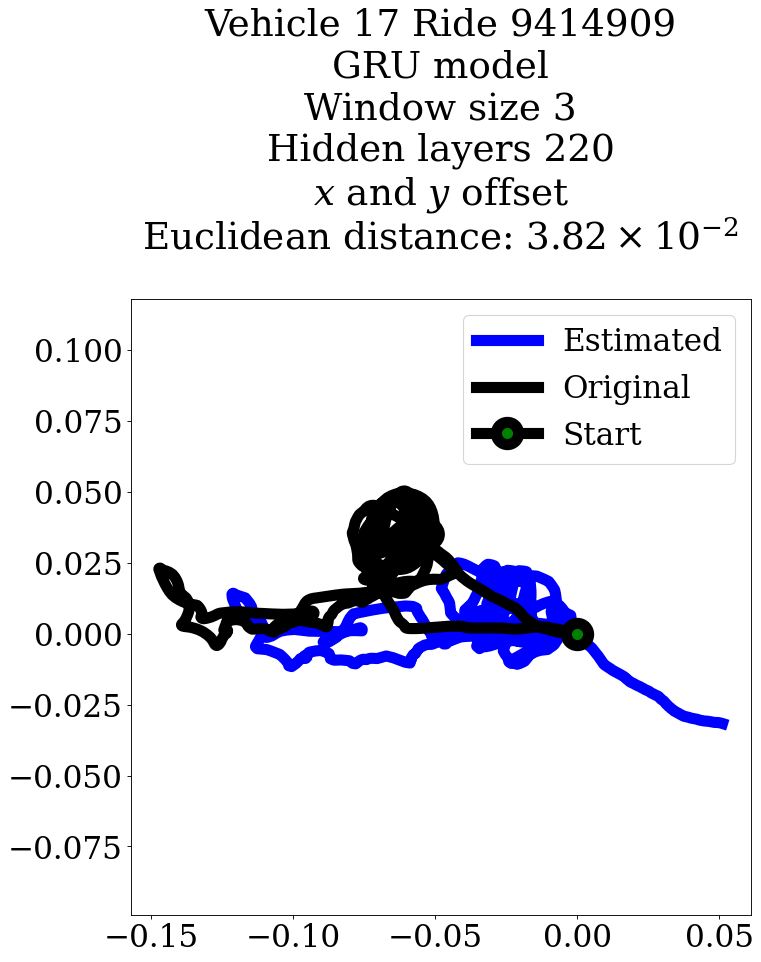 Vehicle 17 Ride 9414909
GRU model
Window size 3
Hidden layers 220
x and y offset
Euclidean distance: 3.82 × 10⁻²
Estimated
Original
Start
0.100
0.075
0.050
0.025
0.000
−0.025
−0.050
−0.075
−0.15 −0.10 −0.05 0.00 0.05